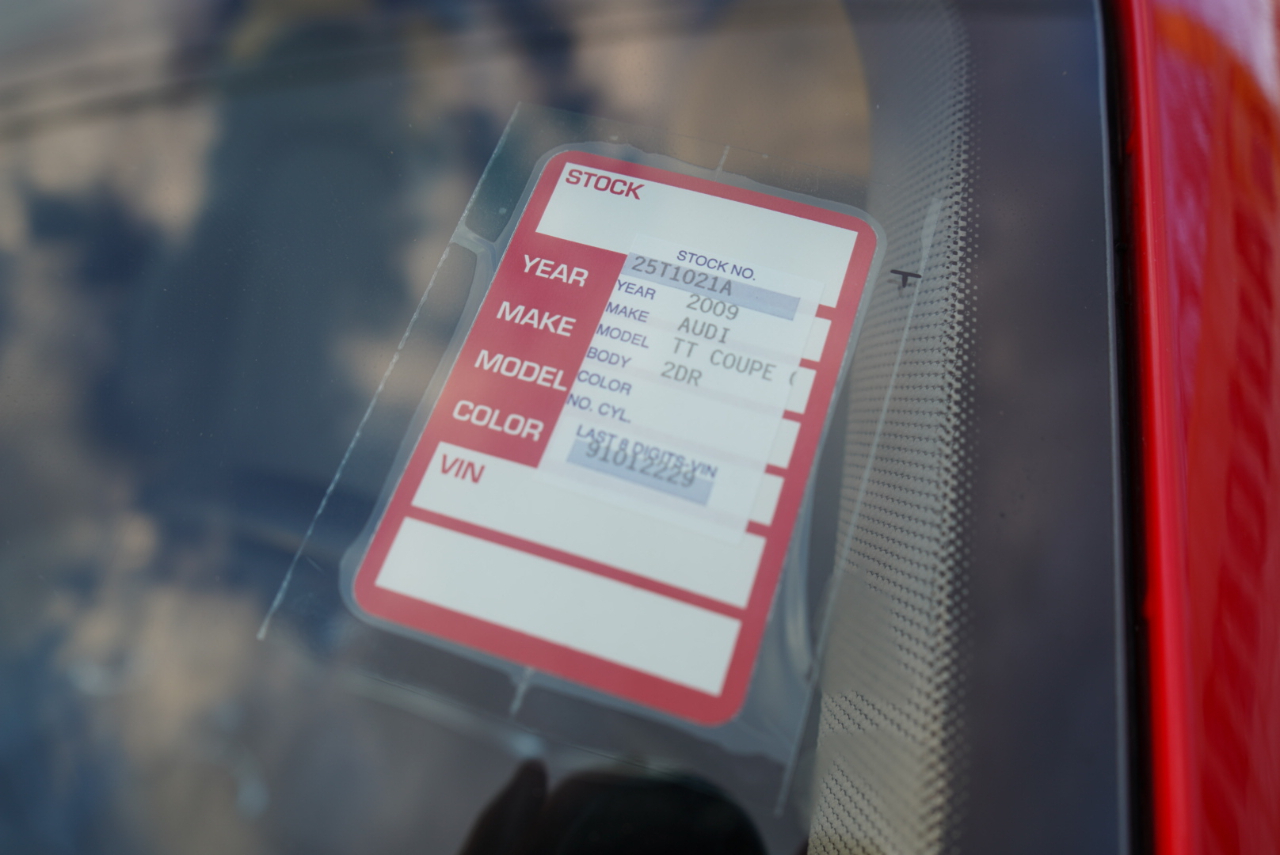 STOCK
STOCK NO.
25T1021A
YEAR
YEAR 2009
MAKE
MAKE AUDI
MODEL
MODEL TT COUPE
BODY 2DR
COLOR
COLOR
NO. CYL.
LAST 8 DIGITS VIN
91012229
VIN